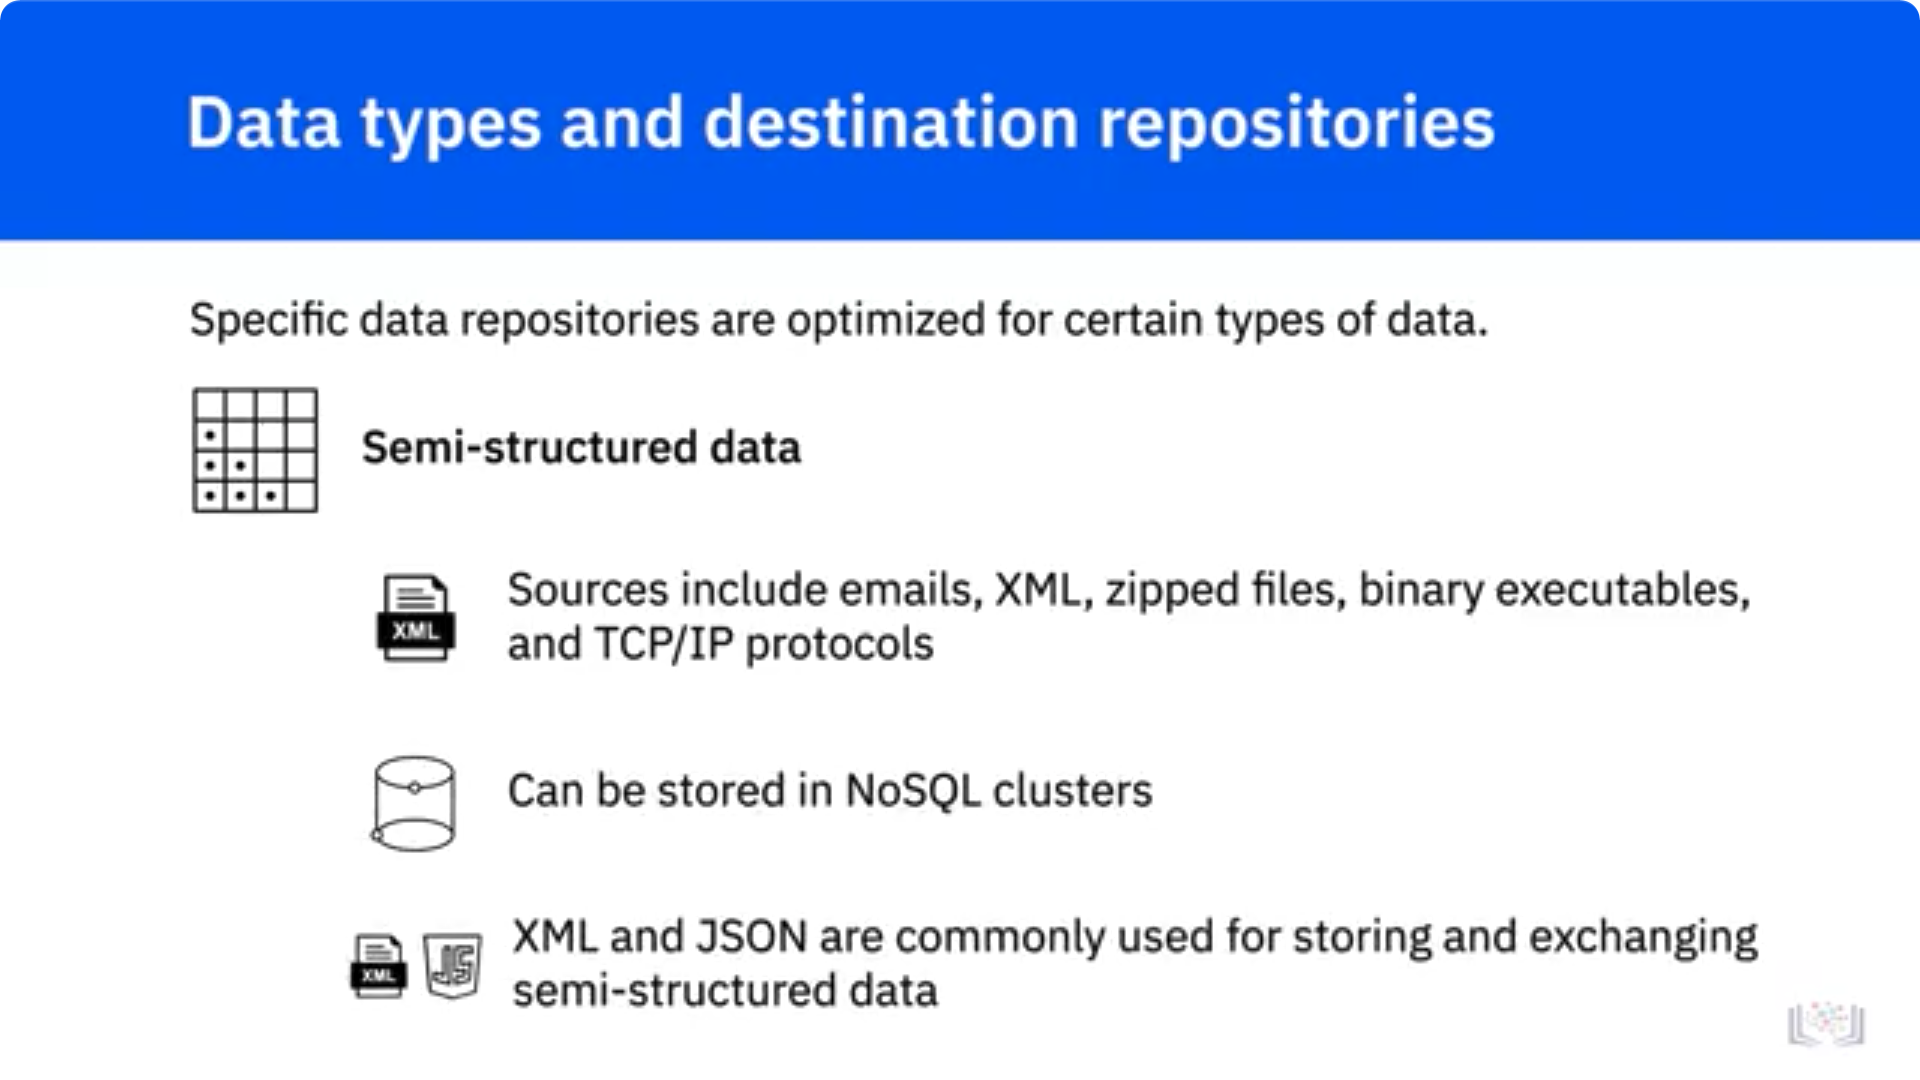 Data types and destination repositories
Specific data repositories are optimized for certain types of data.
Semi-structured data
XML
Sources include emails, XML, zipped files, binary executables,
and TCP/IP protocols
Can be stored in NoSQL clusters
XML
JS
XML and JSON are commonly used for storing and exchanging
semi-structured data